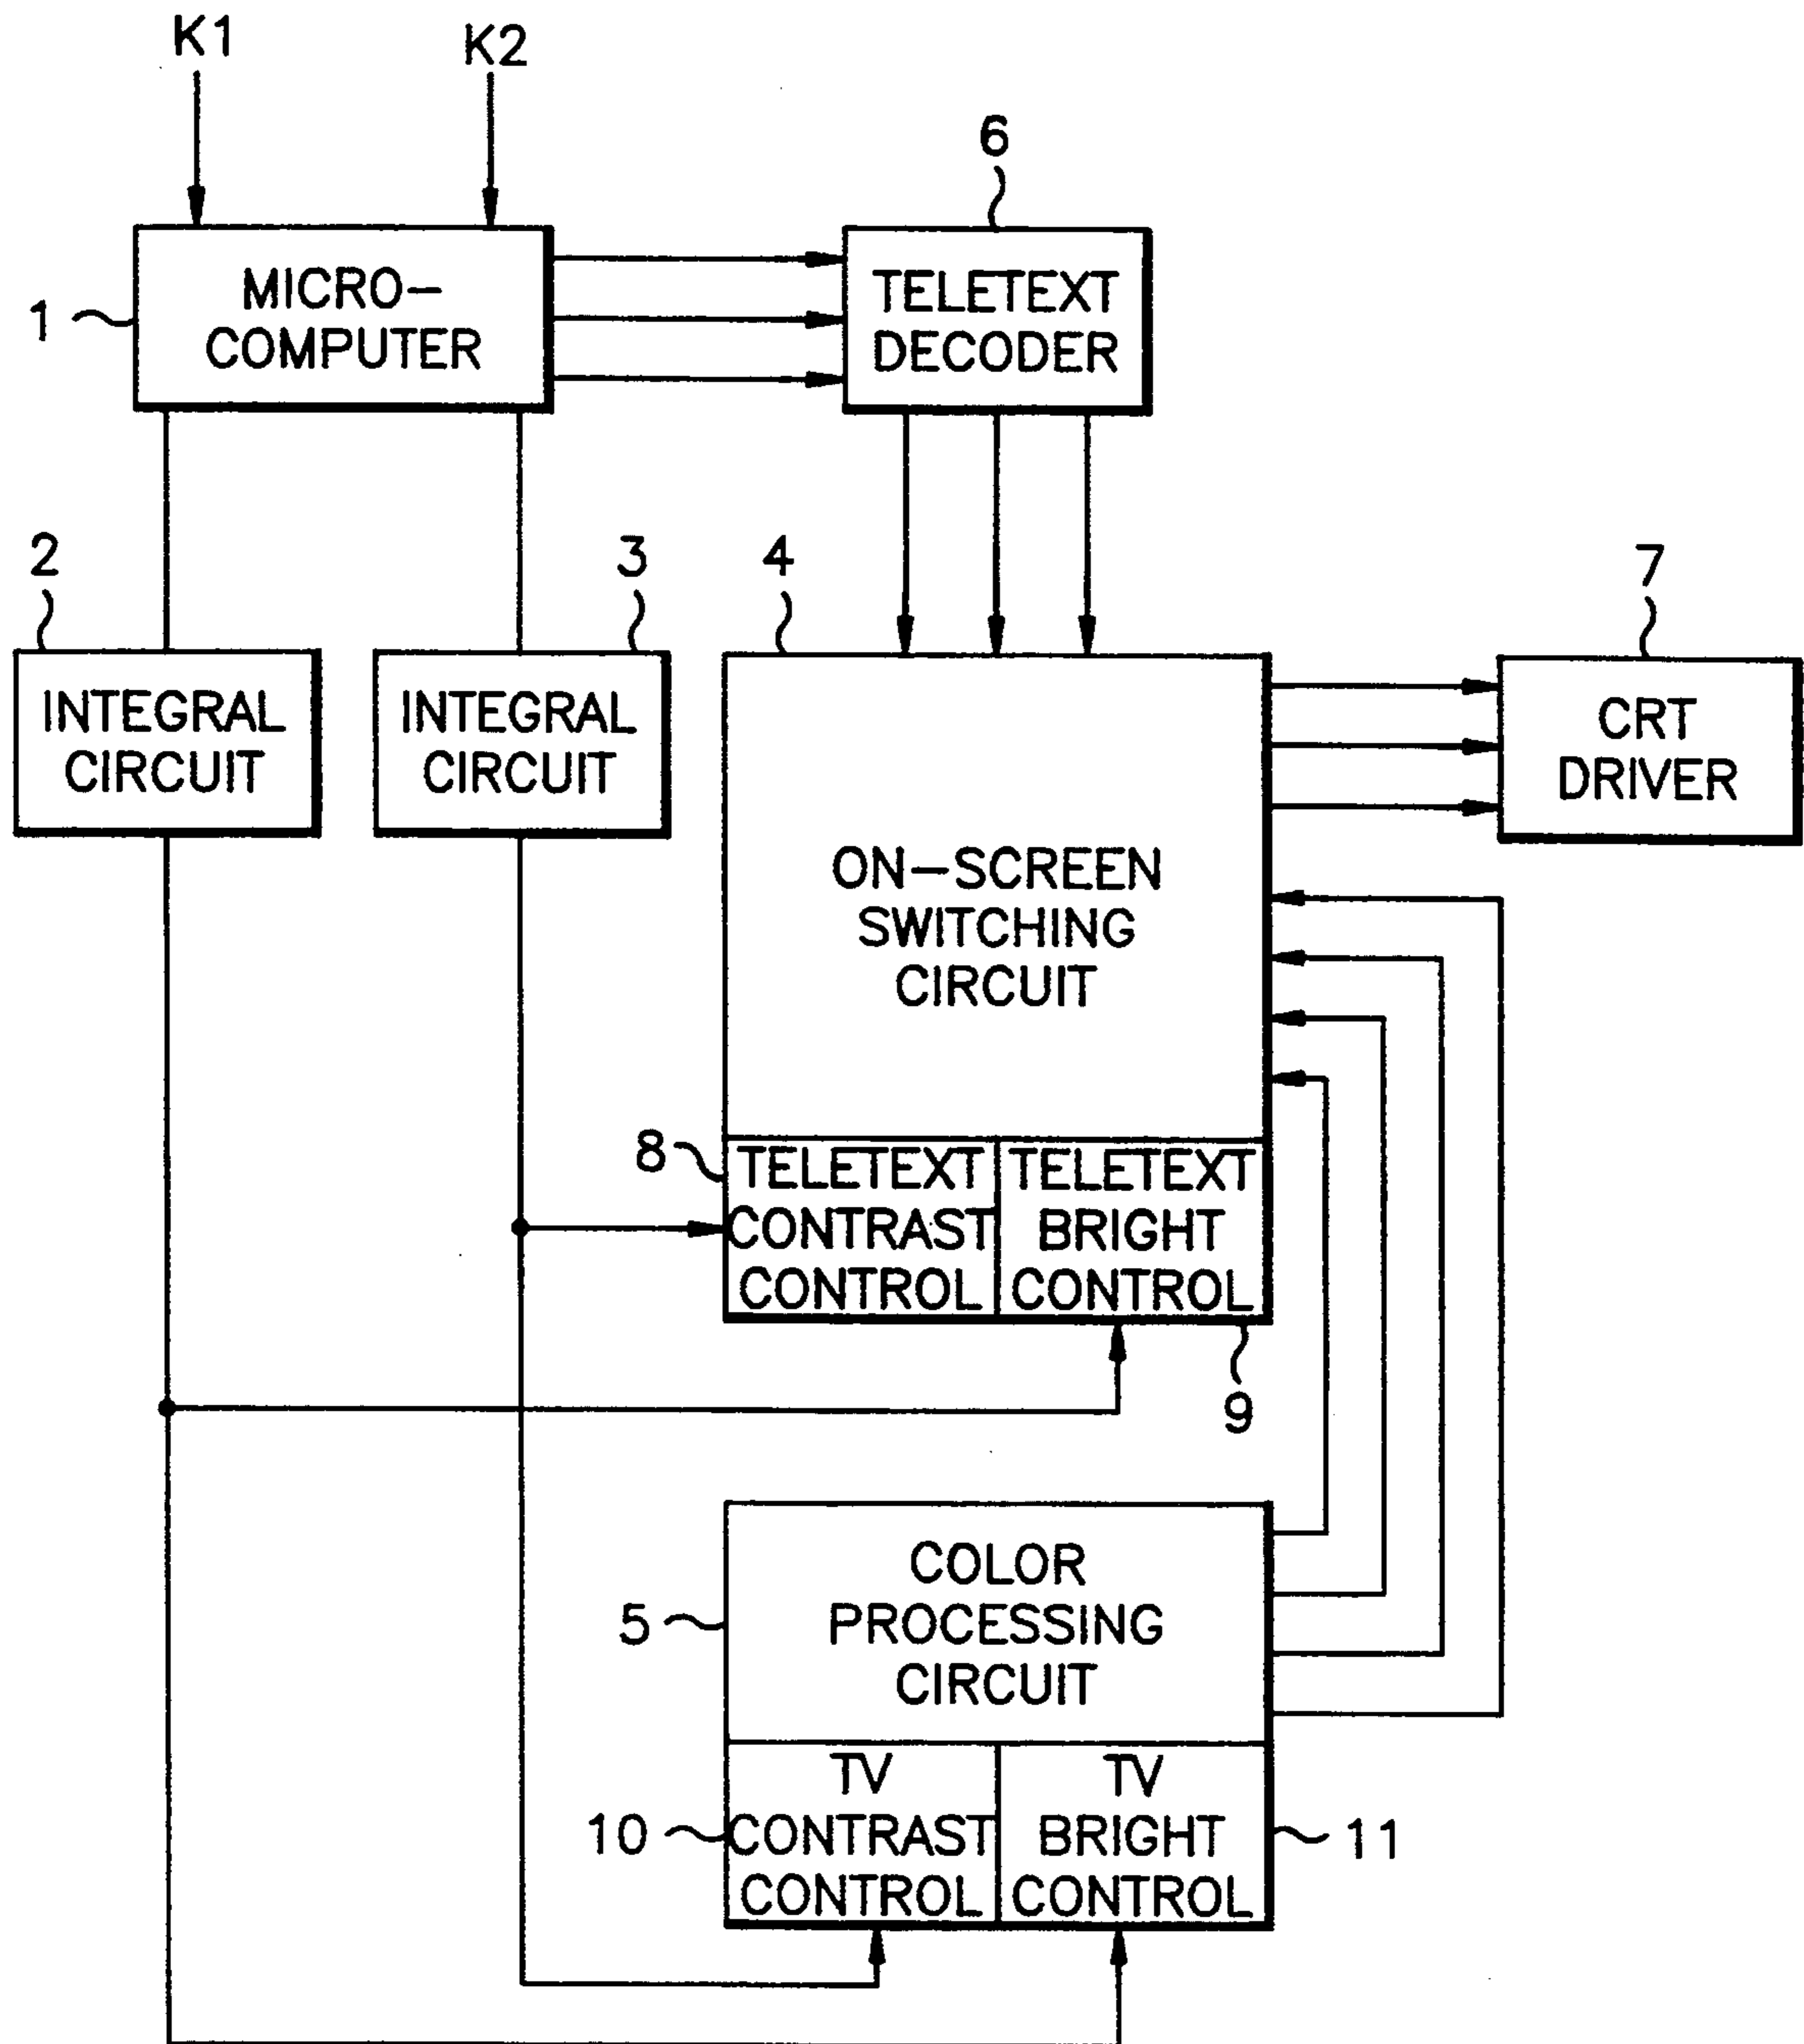 K1
K2
6
1
MICRO-
COMPUTER
TELETEXT
DECODER
2
3
4
7
INTEGRAL
CIRCUIT
INTEGRAL
CIRCUIT
CRT
DRIVER
ON-SCREEN
SWITCHING
CIRCUIT
8
TELETEXT
CONTRAST
CONTROL
TELETEXT
BRIGHT
CONTROL
9
5
COLOR
PROCESSING
CIRCUIT
10
TV
CONTRAST
CONTROL
TV
BRIGHT
CONTROL
11